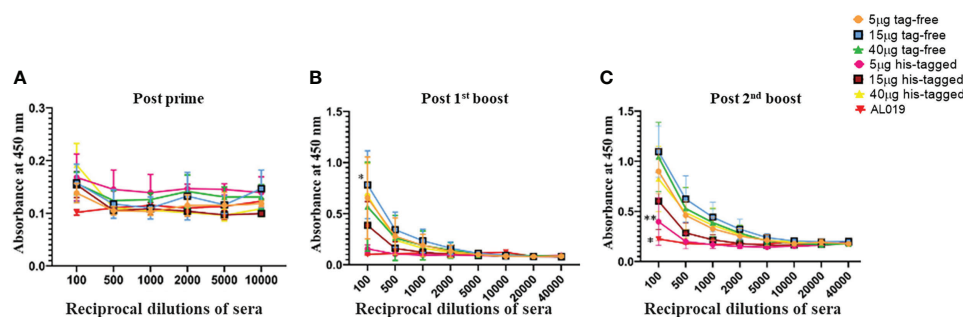 5µg tag-free
15µg tag-free
40µg tag-free
5µg his-tagged
15µg his-tagged
40µg his-tagged
AL019
A
Post prime
Absorbance at 450 nm
0.3
0.2
0.1
0.0
100
500
1000
2000
5000
10000
Reciprocal dilutions of sera
B
Post 1st boost
Absorbance at 450 nm
1.5
1.0
0.5
0.0
*
100
500
1000
2000
5000
10000
20000
40000
Reciprocal dilutions of sera
C
Post 2nd boost
Absorbance at 450 nm
1.5
1.0
0.5
0.0
**
*
100
500
1000
2000
5000
10000
20000
40000
Reciprocal dilutions of sera